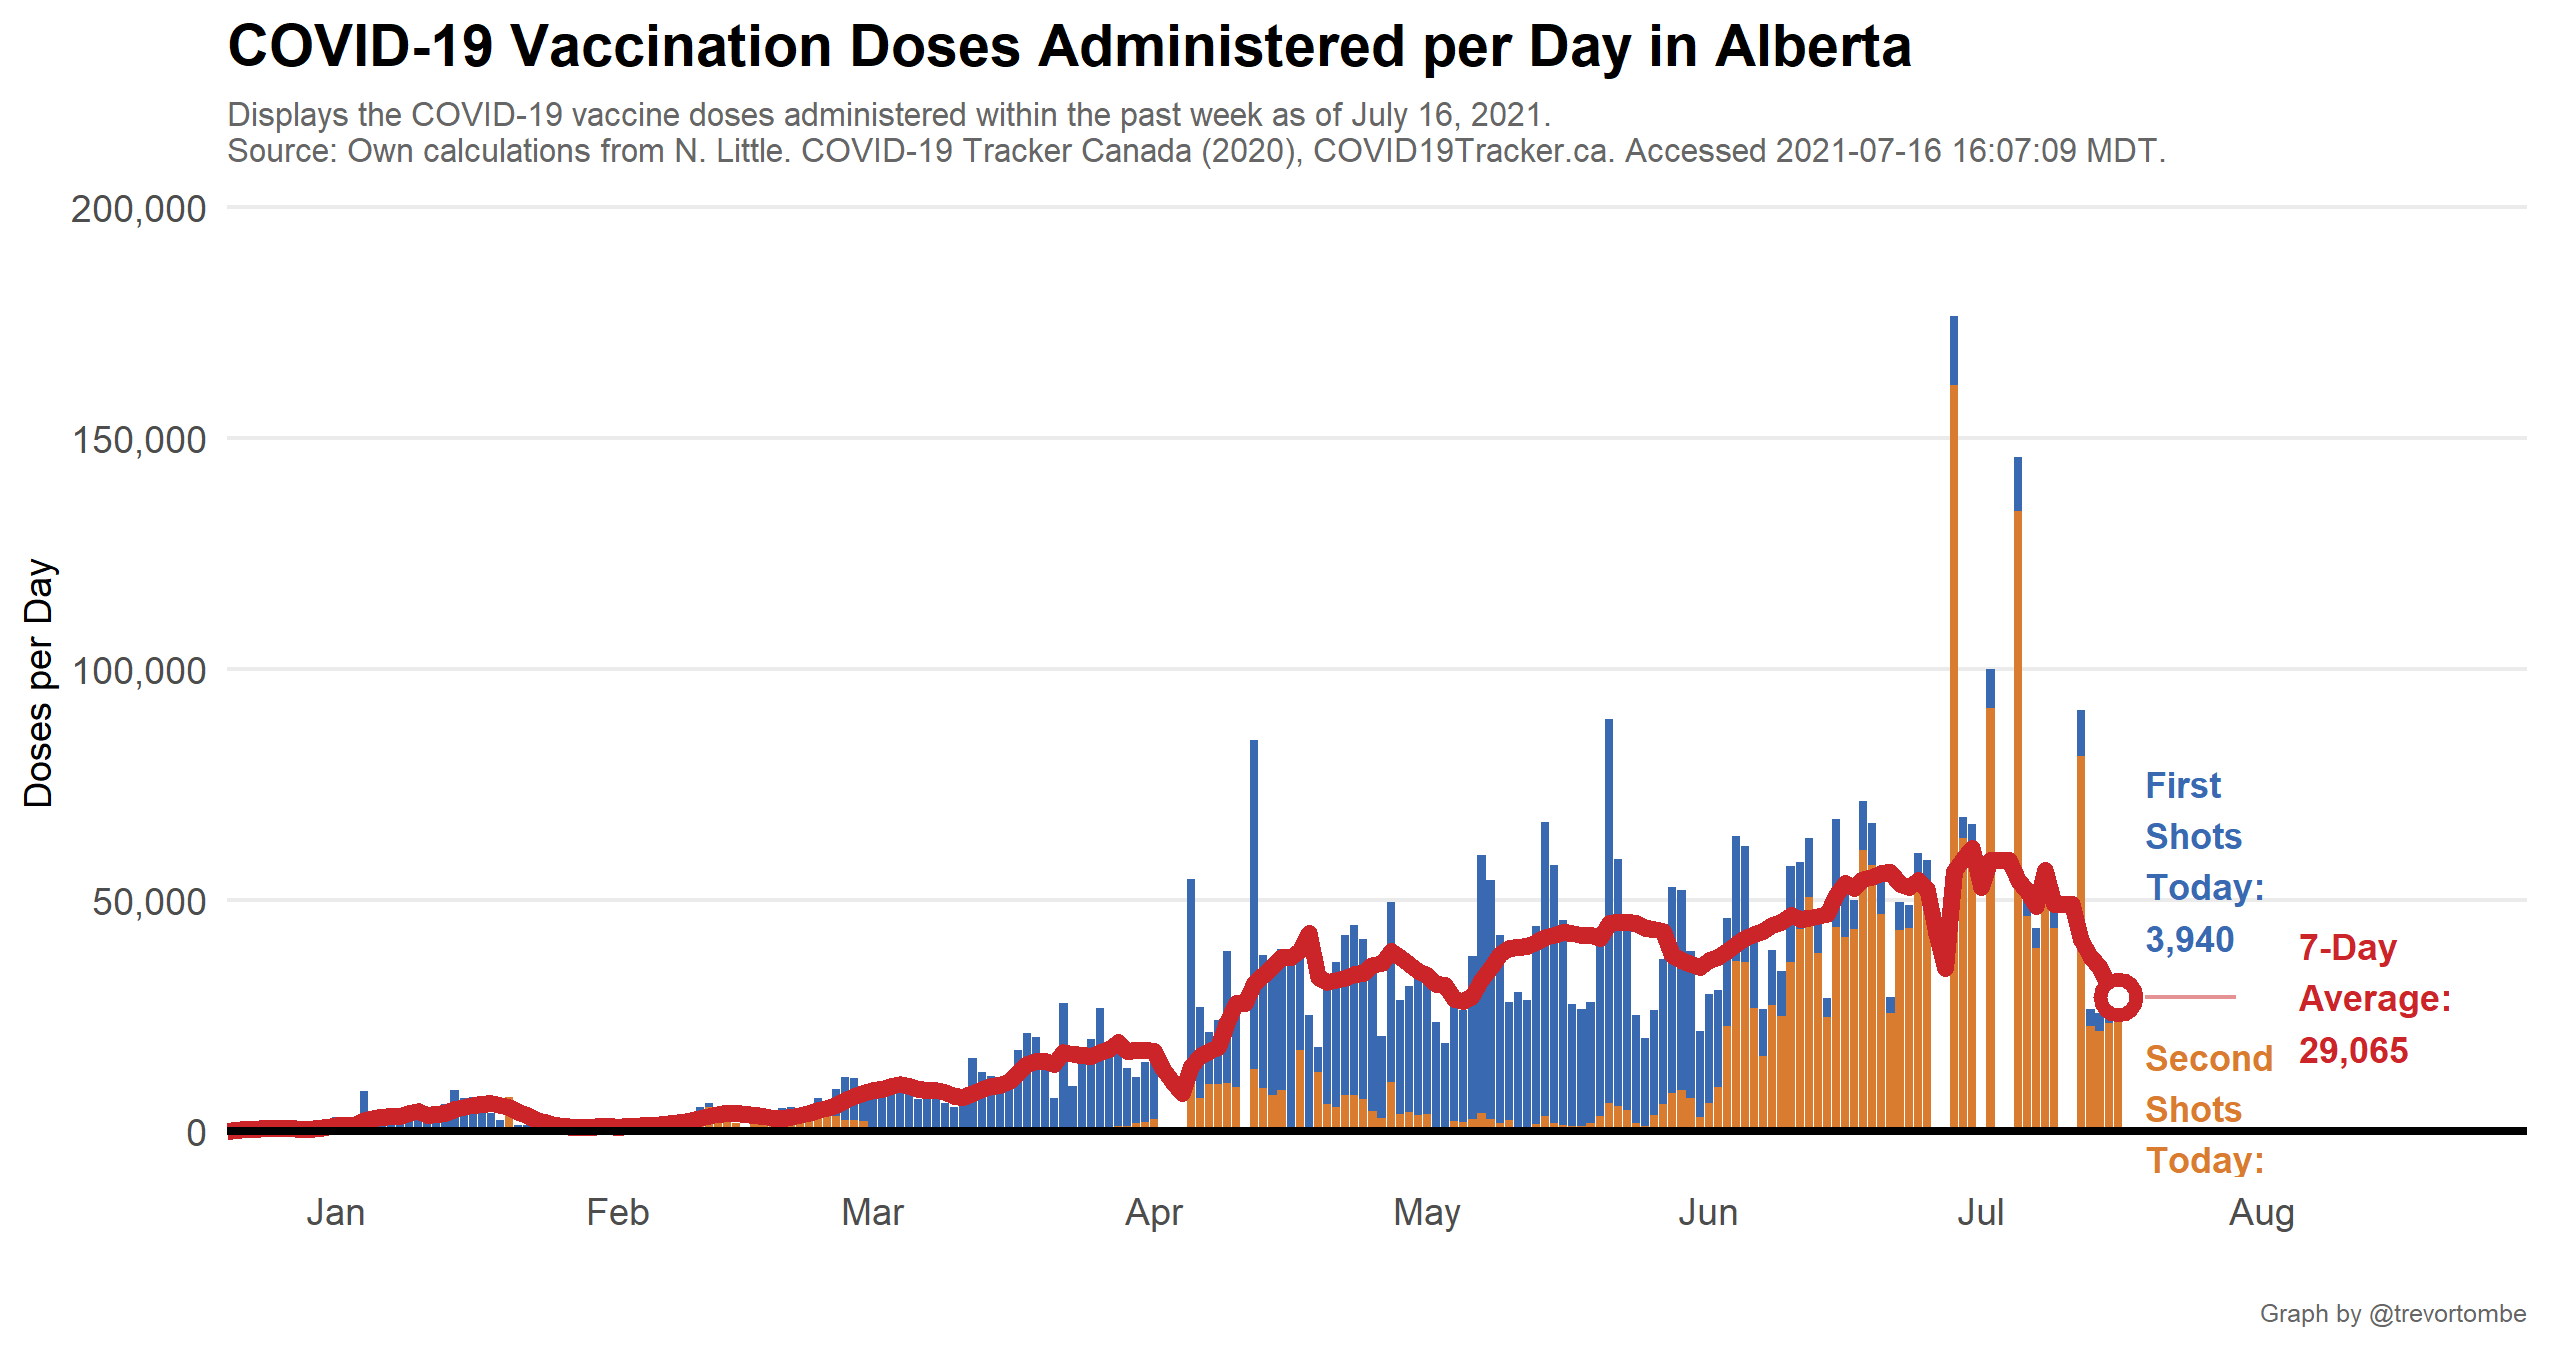 COVID-19 Vaccination Doses Administered per Day in Alberta
Displays the COVID-19 vaccine doses administered within the past week as of July 16, 2021.
Source: Own calculations from N. Little. COVID-19 Tracker Canada (2020), COVID19Tracker.ca. Accessed 2021-07-16 16:07:09 MDT.
Doses per Day
200,000
150,000
100,000
50,000
0
First
Shots
Today:
3,940
7-Day
Average:
29,065
Second
Shots
Today:
Jan
Feb
Mar
Apr
May
Jun
Jul
Aug
Graph by @trevortombe